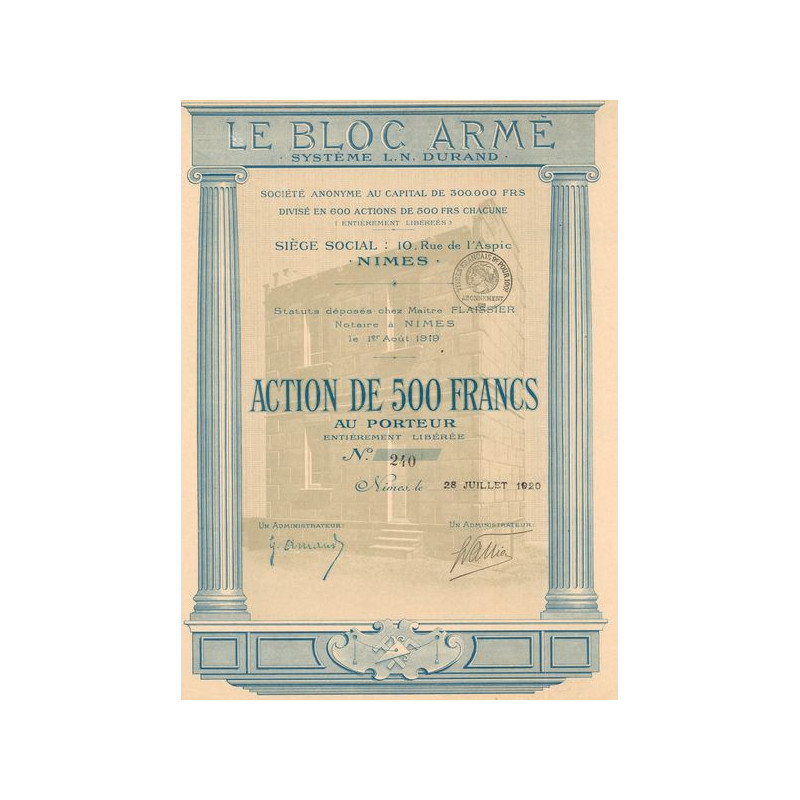 LE BLOC ARMÈ
· SYSTÈME L.N. DURAND ·
SOCIÉTÉ ANONYME AU CAPITAL DE 300.000 FRS
DIVISÉ EN 600 ACTIONS DE 500 FRS CHACUNE
( ENTIÈREMENT LIBÉRÉES )
SIÈGE SOCIAL : 10, Rue de l'Aspic
· NIMES ·
ABONNEMENT
Statuts déposés chez Maître FLAISSIER
Notaire à NIMES
le 1er Août 1919
ACTION DE 500 FRANCS
AU PORTEUR
ENTIÈREMENT LIBÉRÉE
No. 240
Nimes, le 28 JUILLET 1920
UN ADMINISTRATEUR: UN ADMINISTRATEUR: